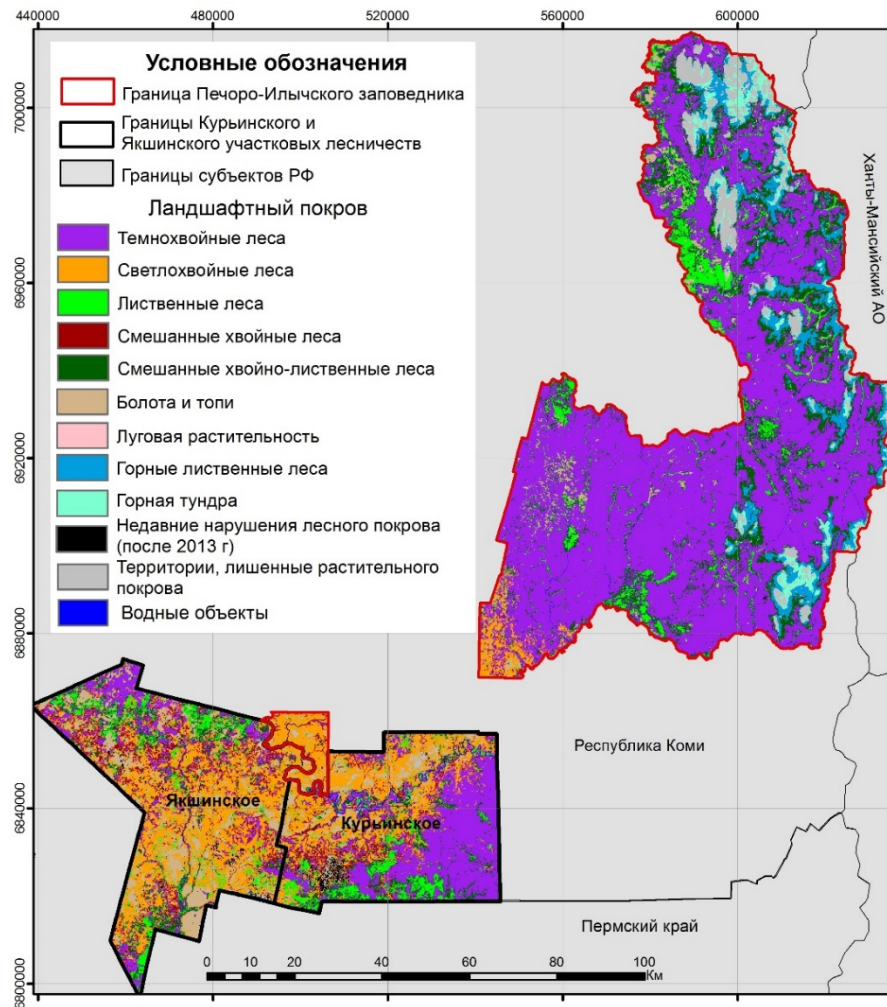 440000 480000 520000 560000 600000
Условные обозначения
Граница Печоро-Илычского заповедника
Границы Курьинского и
Якшинского участковых лесничеств
Границы субъектов РФ
Ландшафтный покров
Темнохвойные леса
Светлохвойные леса
Лиственные леса
Смешанные хвойные леса
Смешанные хвойно-лиственные леса
Болота и топи
Луговая растительность
Горные лиственные леса
Горная тундра
Недавние нарушения лесного покрова
(после 2013 г)
Территории, лишенные растительного
покрова
Водные объекты
7000000
6960000
6920000
6880000
6840000
6800000
Ханты-Мансийский АО
Республика Коми
Якшинское
Курьинское
Пермский край
0 10 20 40 60 80 100
Км